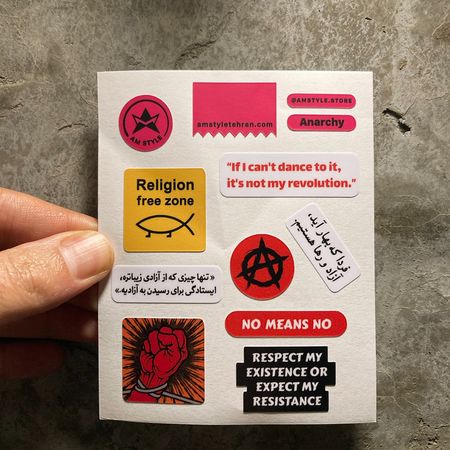 AM STYLE
amstyletehren.com
@AMSTYLE.STORE
Anarchy
"If I can't dance to it,
it's not my revolution."
Religion
free zone
فردا که بهار آید،
آزاد و رها هستیم
« تنها چیزی که از آزادی زیباتره،
ایستادگی برای رسیدن به آزادیه.»
NO MEANS NO
RESPECT MY
EXISTENCE OR
EXPECT MY
RESISTANCE